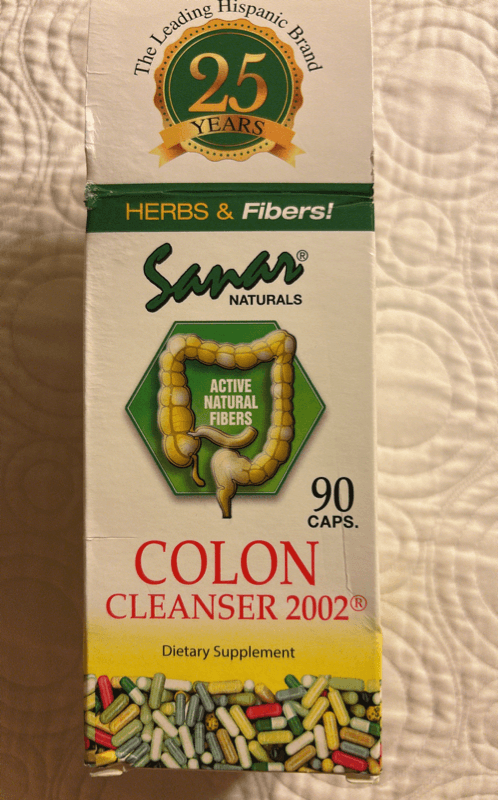 The Leading Hispanic Brand
25
YEARS
HERBS & Fibers!
Sanar®
NATURALS
ACTIVE
NATURAL
FIBERS
90
CAPS.
COLON
CLEANSER 2002®
Dietary Supplement